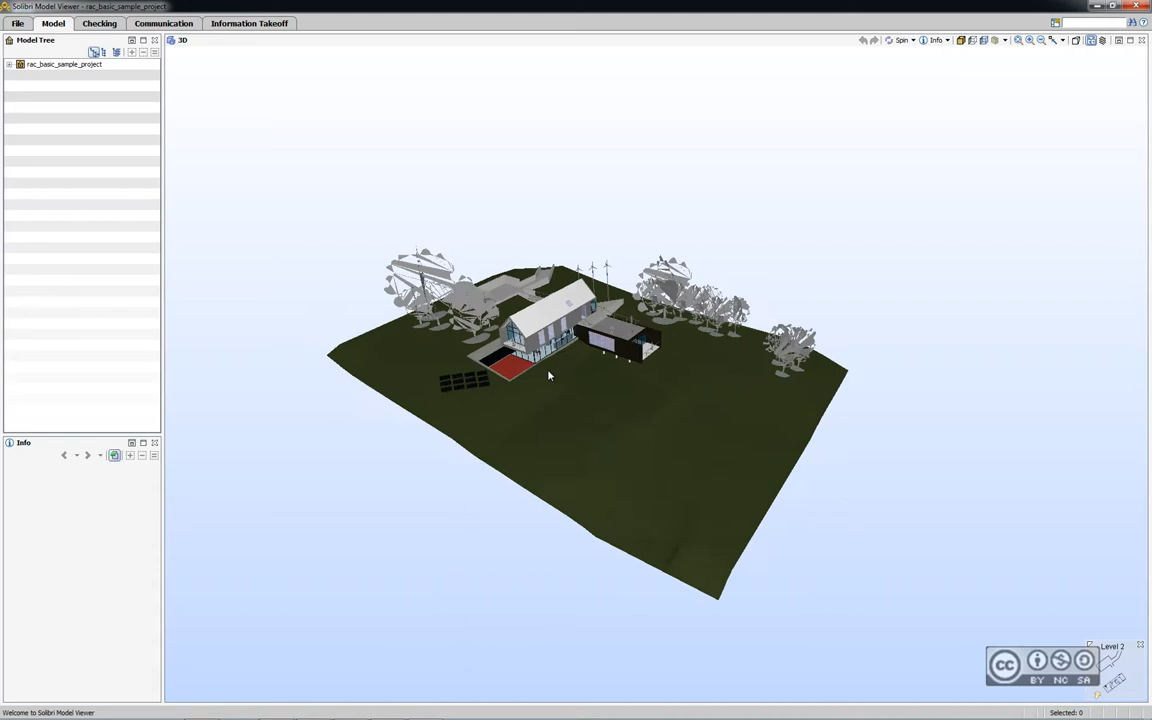 Solibri Model Viewer - rac_basic_sample_project
File Model Checking Communication Information Takeoff
Model Tree
3D
Spin
Info
rac_basic_sample_project
Info
Level 2
CC BY NC SA
Welcome to Solibri Model Viewer
Selected: 0